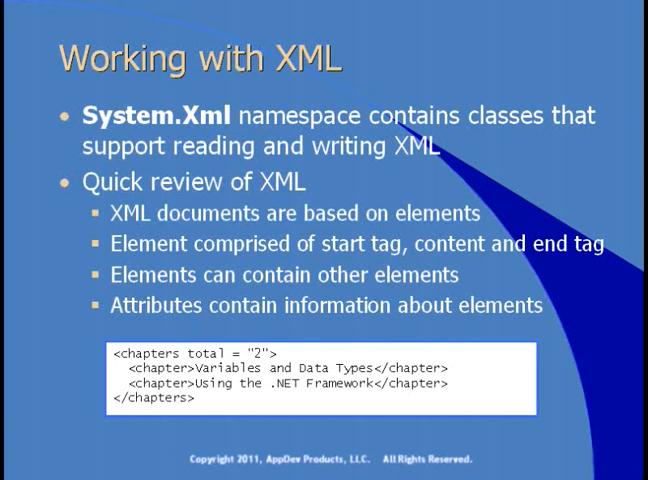 Working with XML
• System.Xml namespace contains classes that
support reading and writing XML
• Quick review of XML
▪ XML documents are based on elements
▪ Element comprised of start tag, content and end tag
▪ Elements can contain other elements
▪ Attributes contain information about elements
<chapters total = "2">
  <chapter>Variables and Data Types</chapter>
  <chapter>Using the .NET Framework</chapter>
</chapters>
Copyright 2011, AppDev Products, LLC. All Rights Reserved.